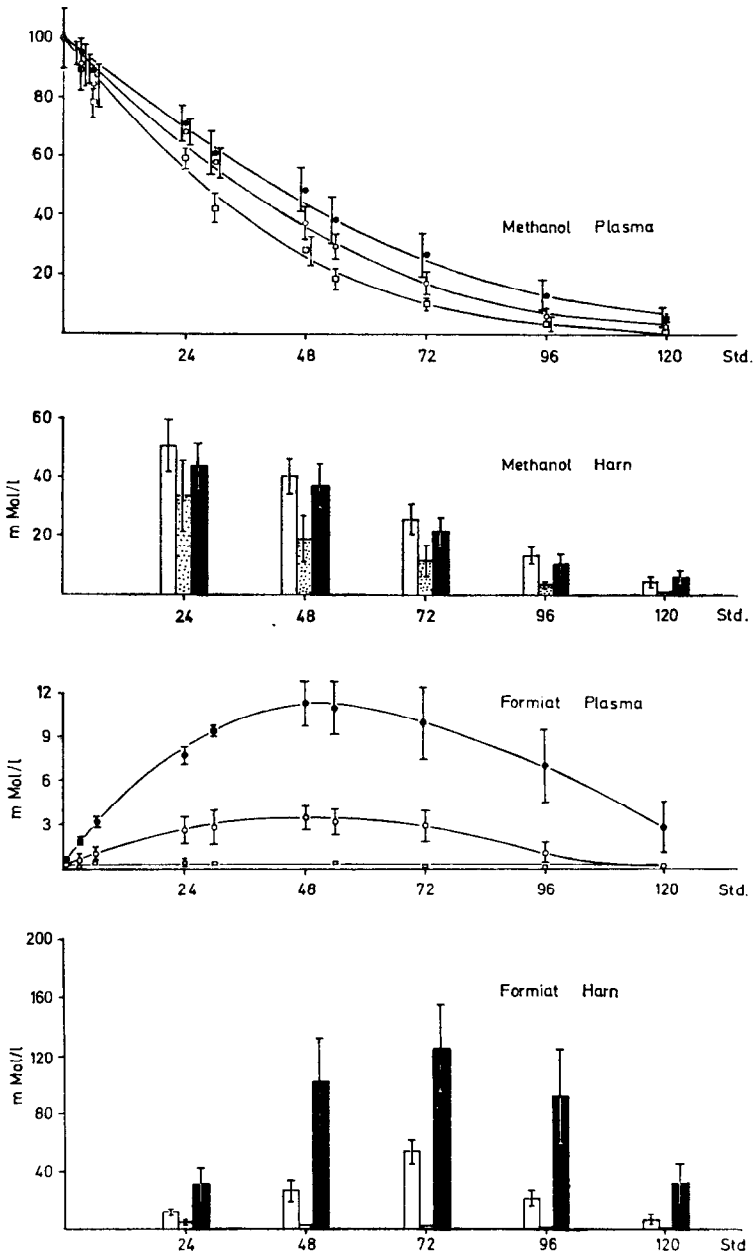 100
80
60
40
20
Methanol Plasma
24 48 72 96 120 Std.
60
40
20
m Mol/l
Methanol Harn
24 48 72 96 120 Std.
12
9
6
3
m Mol/l
Formiat Plasma
24 48 72 96 120 Std.
200
160
120
80
40
m Mol/l
Formiat Harn
24 48 72 96 120 Std.